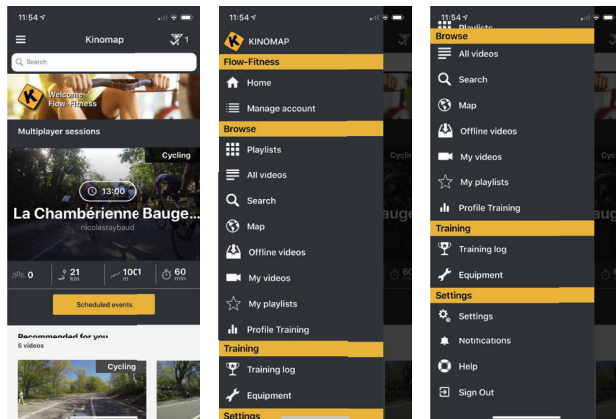 11:54
Kinomap
1
Search
Welcome
Flow-Fitness
Multiplayer sessions
Cycling
13:00
La Chambérienne Bauge...
nicolasraybaud
0
21
km
10C1
m
60
min
Scheduled events
Recommended for you
5 videos
Cycling
11:54
KINOMAP
Flow-Fitness
Home
Manage account
Browse
Playlists
All videos
Search
Map
Offline videos
My videos
My playlists
Profile Training
Training
Training log
Equipment
Settings
11:54
Playlists
Browse
All videos
Search
Map
Offline videos
My videos
My playlists
Profile Training
Training
Training log
Equipment
Settings
Settings
Notifications
Help
Sign Out